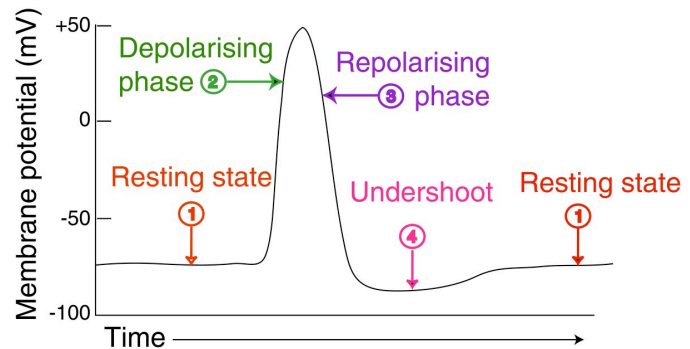 Membrane potential (mV)
+50
0
-50
-100
Depolarising
phase 2
Repolarising
3 phase
Resting state
1
Undershoot
4
Resting state
1
Time